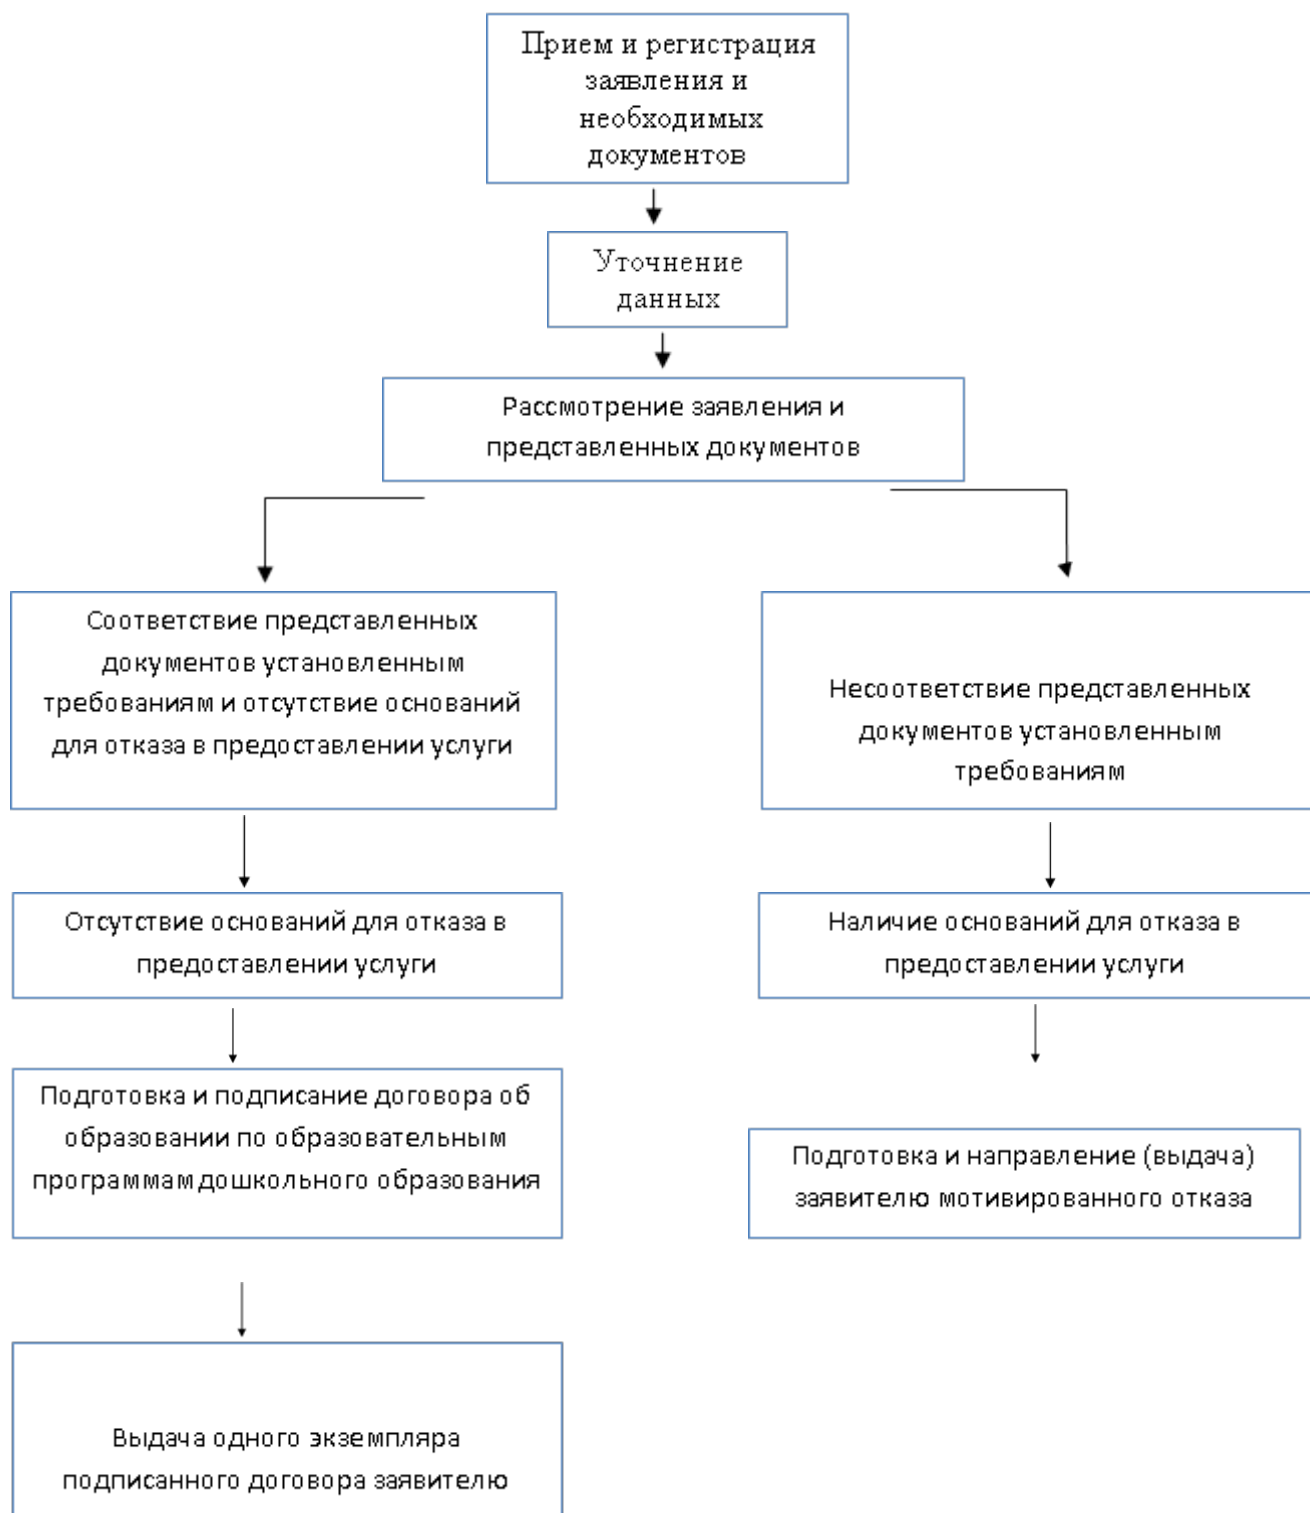 Прием и регистрация
заявления и
необходимых
документов
Уточнение
данных
Рассмотрение заявления и
представленных документов
Соответствие представленных
документов установленным
требованиям и отсутствие оснований
для отказа в предоставлении услуги
Несоответствие представленных
документов установленным
требованиям
Отсутствие оснований для отказа в
предоставлении услуги
Наличие оснований для отказа в
предоставлении услуги
Подготовка и подписание договора об
образовании по образовательным
программам дошкольного образования
Подготовка и направление (выдача)
заявителю мотивированного отказа
Выдача одного экземпляра
подписанного договора заявителю